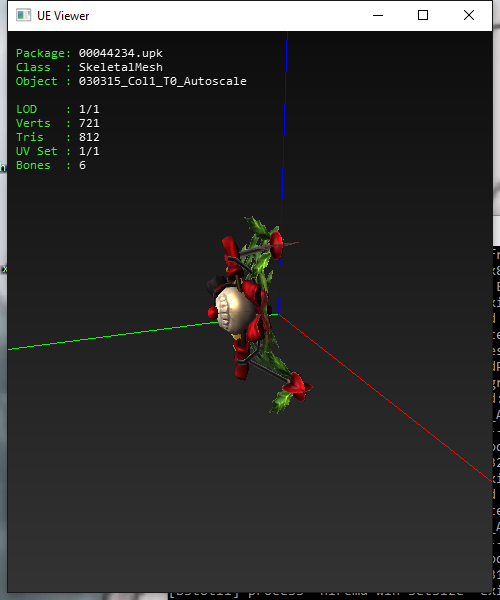 UE Viewer
Package: 00044234.upk
Class : SkeletalMesh
Object : 030315_Col1_T0_Autoscale
LOD : 1/1
Verts : 721
Tris : 812
UV Set : 1/1
Bones : 6